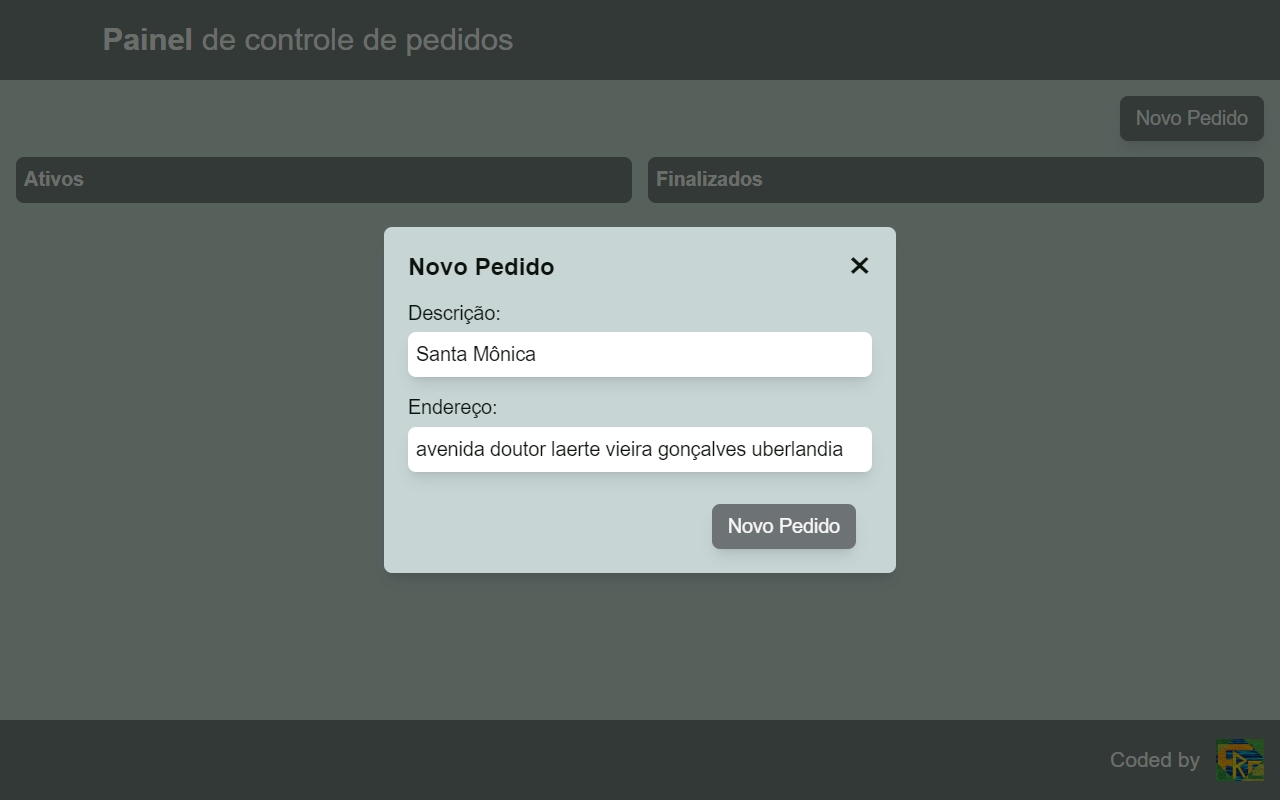 Painel de controle de pedidos
Novo Pedido
Ativos
Finalizados
Novo Pedido
Descrição:
Santa Mônica
Endereço:
avenida doutor laerte vieira gonçalves uberlandia
Novo Pedido
Coded by